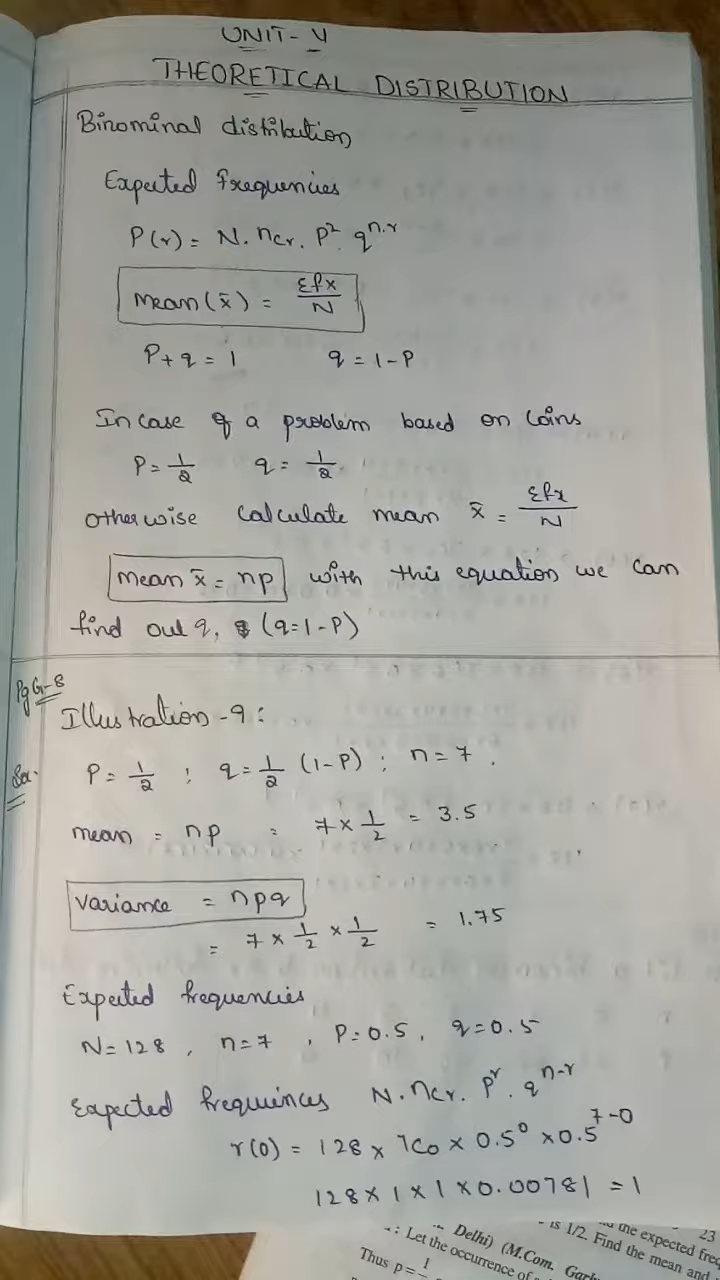 UNIT-V
THEORETICAL DISTRIBUTION
Binominal distribution
Expected frequencies
P(r) = N. ncr. p². q^n-r
mean (x̄) = Σfx/N
P+q = 1   q = 1-P
In case of a problem based on coins
P = 1/2   q = 1/2
otherwise calculate mean x̄ = Σfx/N
mean x̄ = np with this equation we can
find out q, (q=1-P)
Pg G-8
Illustration-9:
Sol.
P = 1/2 ; q = 1/2 (1-P) ; n = 7.
mean = np = 7 × 1/2 = 3.5
variance = npq
= 7 × 1/2 × 1/2 = 1.75
Expected frequencies
N = 128, n = 7, P = 0.5, q = 0.5
Expected frequinces N. ncr. p^r. q^n-r
r(0) = 128 × 7C0 × 0.5^0 × 0.5^7-0
128 × 1 × 1 × 0.00781 = 1
23
the expected freq
is 1/2. Find the mean and
Delhi) (M.Com. Garh
: Let the occurrence of
Thus p = 1